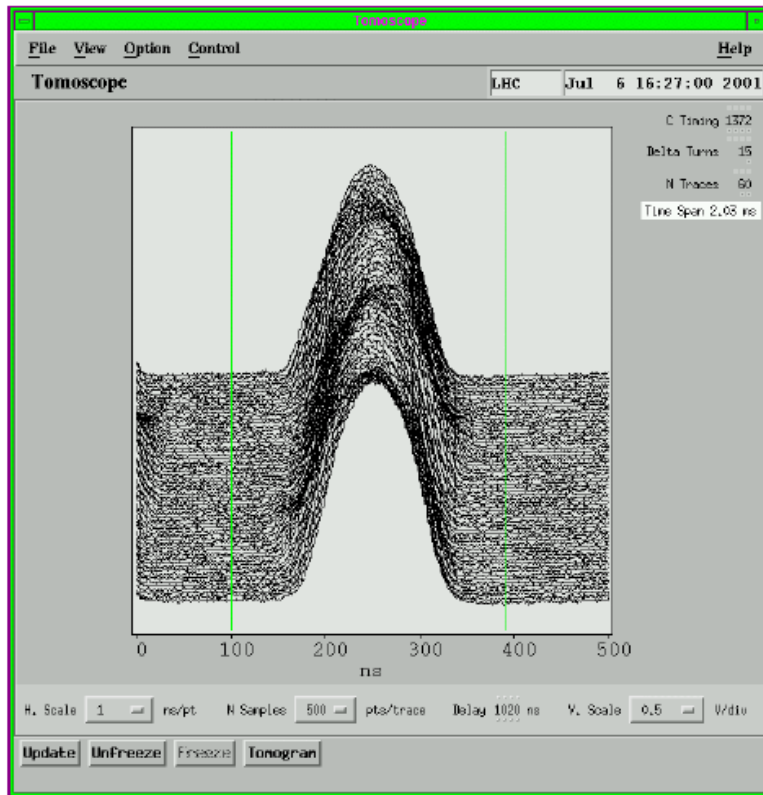 Tomoscope
File View Option Control Help
Tomoscope LHC Jul 6 16:27:00 2001
C Timing 1372
Delta Turns 15
N Traces 60
Time Span 2.03 ms
0 100 200 300 400 500
ns
H. Scale 1 ns/pt N Samples 500 pts/trace Delay 1020 ns V. Scale 0.5 V/div
Update Unfreeze Freeze Tomogram